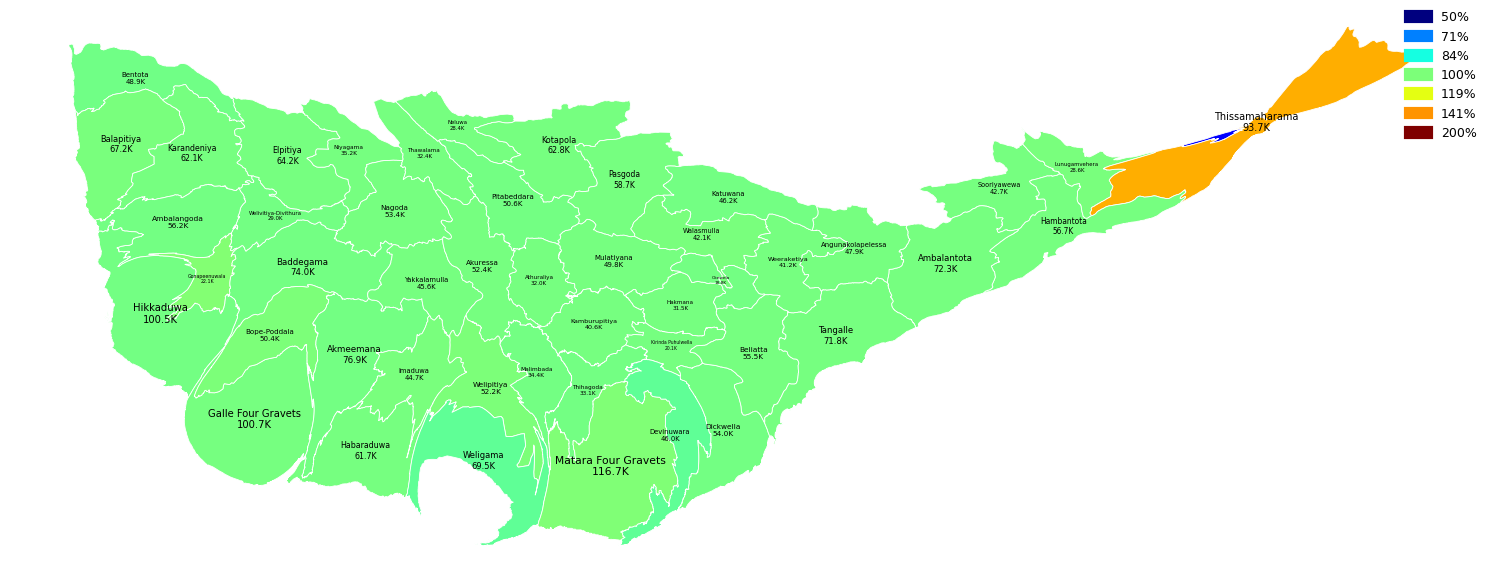 50%
71%
84%
100%
119%
141%
200%
Bentota
48.9K
Balapitiya
67.2K
Karandeniya
62.1K
Elpitiya
64.2K
Niyagama
35.2K
Neluwa
28.4K
Thawalama
32.4K
Kotapola
62.8K
Pasgoda
58.7K
Thissamaharama
93.7K
Lunugamvehera
28.6K
Sooriyawewa
42.7K
Katuwana
46.2K
Pitabeddara
50.6K
Nagoda
53.4K
Welivitiya-Divithura
29.0K
Ambalangoda
56.2K
Hambantota
56.7K
Walasmulla
42.1K
Angunakolapelessa
47.9K
Ambalantota
72.3K
Weeraketiya
41.2K
Mulatiyana
49.8K
Akuressa
52.4K
Baddegama
74.0K
Gonapeenuwala
22.1K
Yakkalamulla
45.6K
Athuraliya
32.0K
Hakmana
31.5K
Hikkaduwa
100.5K
Kamburupitiya
40.6K
Bope-Poddala
50.4K
Tangalle
71.8K
Kirinda Puhulwella
20.1K
Akmeemana
76.9K
Beliatta
55.5K
Imaduwa
44.7K
Malimbada
34.4K
Welipitiya
52.2K
Thihagoda
33.1K
Galle Four Gravets
100.7K
Devinuwara
46.0K
Dickwella
54.0K
Habaraduwa
61.7K
Weligama
69.5K
Matara Four Gravets
116.7K